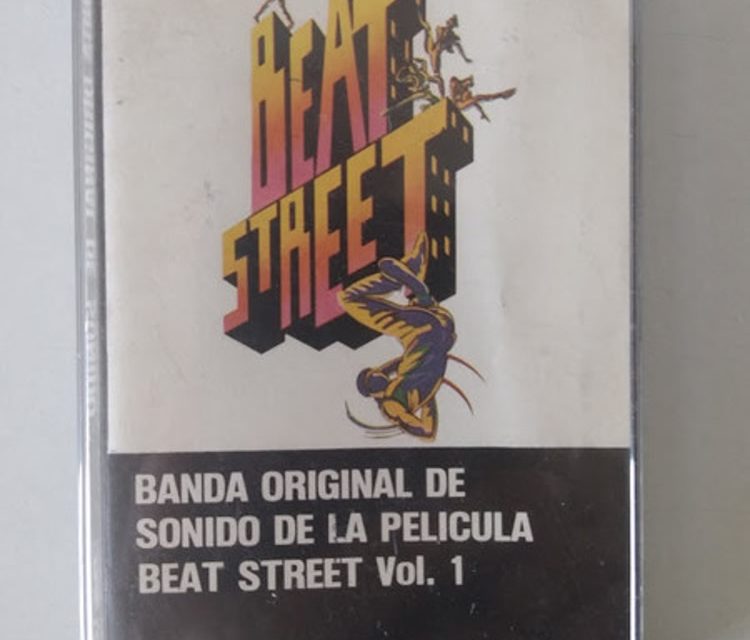 BEAT
STREET
BANDA ORIGINAL DE
SONIDO DE LA PELICULA
BEAT STREET Vol. 1